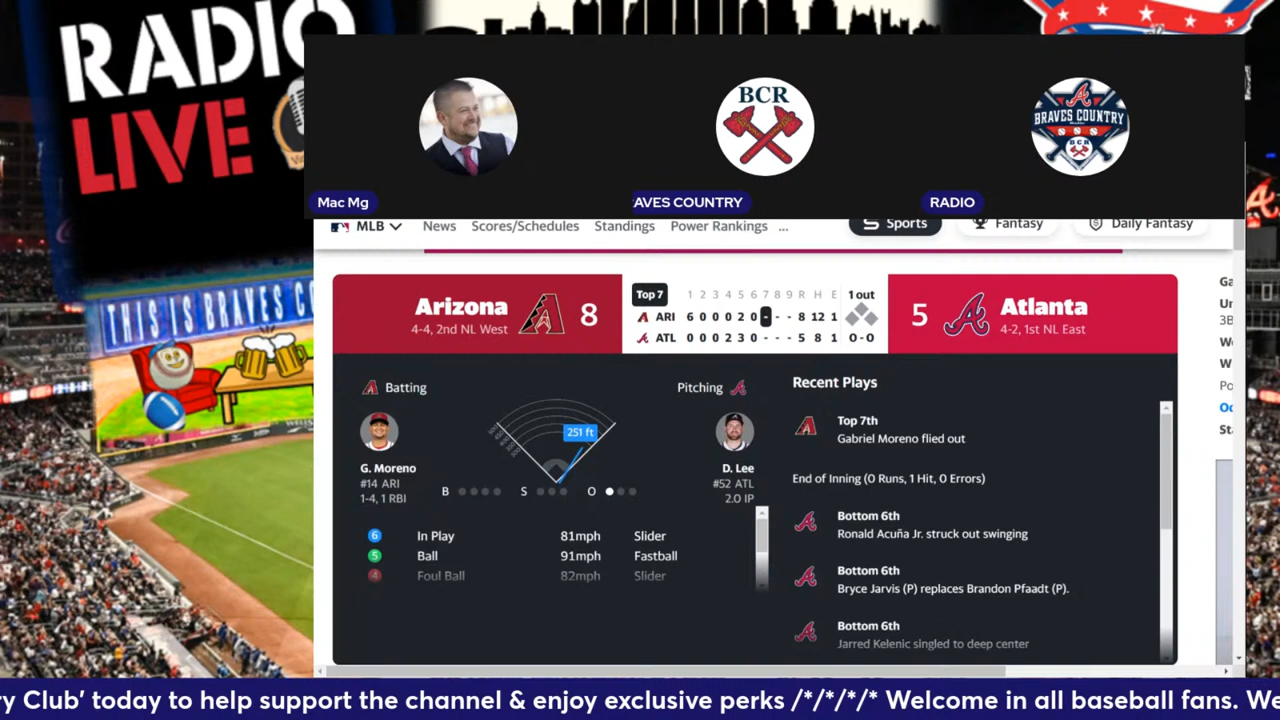 RADIO
LIVE
THIS IS BRAVES CO
BCR
BRAVES COUNTRY
BCR
Mac Mg
AVES COUNTRY
RADIO
MLB
News
Scores/Schedules
Standings
Power Rankings
...
Sports
Fantasy
Daily Fantasy
Arizona
4-4, 2nd NL West
8
Top 7
1 2 3 4 5 6 7 8 9 R H E
1 out
ARI 6 0 0 0 2 0 - - - 8 12 1
ATL 0 0 0 2 3 0 - - - 5 8 1
0-0
5
Atlanta
4-2, 1st NL East
Batting
Pitching
251 ft
G. Moreno
#14 ARI
1-4, 1 RBI
B
S
O
D. Lee
#52 ATL
2.0 IP
6 In Play 81mph Slider
5 Ball 91mph Fastball
4 Foul Ball 82mph Slider
Recent Plays
Top 7th
Gabriel Moreno flied out
End of Inning (0 Runs, 1 Hit, 0 Errors)
Bottom 6th
Ronald Acuña Jr. struck out swinging
Bottom 6th
Bryce Jarvis (P) replaces Brandon Pfaadt (P).
Bottom 6th
Jarred Kelenic singled to deep center
Ga
Un
3B
We
W
Po
Od
Sta
ry Club' today to help support the channel & enjoy exclusive perks /*/*/*/* Welcome in all baseball fans. We